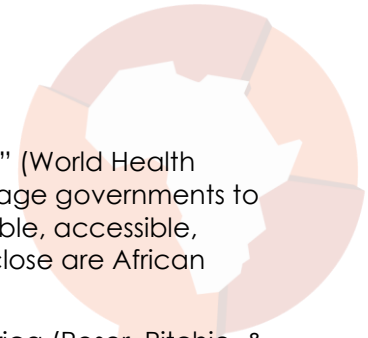 ” (World Health
age governments to
ble, accessible,
close are African
rica (Roser, Ritchie, &